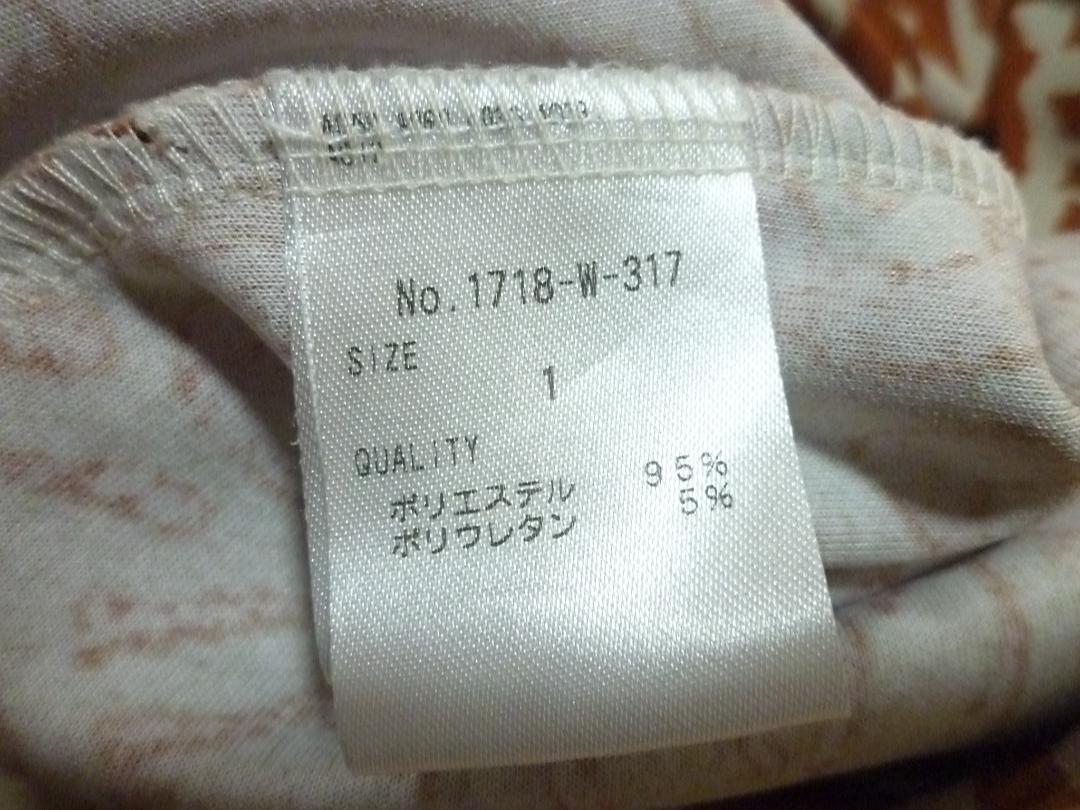 No.1718-W-317
SIZE
1
QUALITY
ポリエステル 95%
ポリウレタン 5%